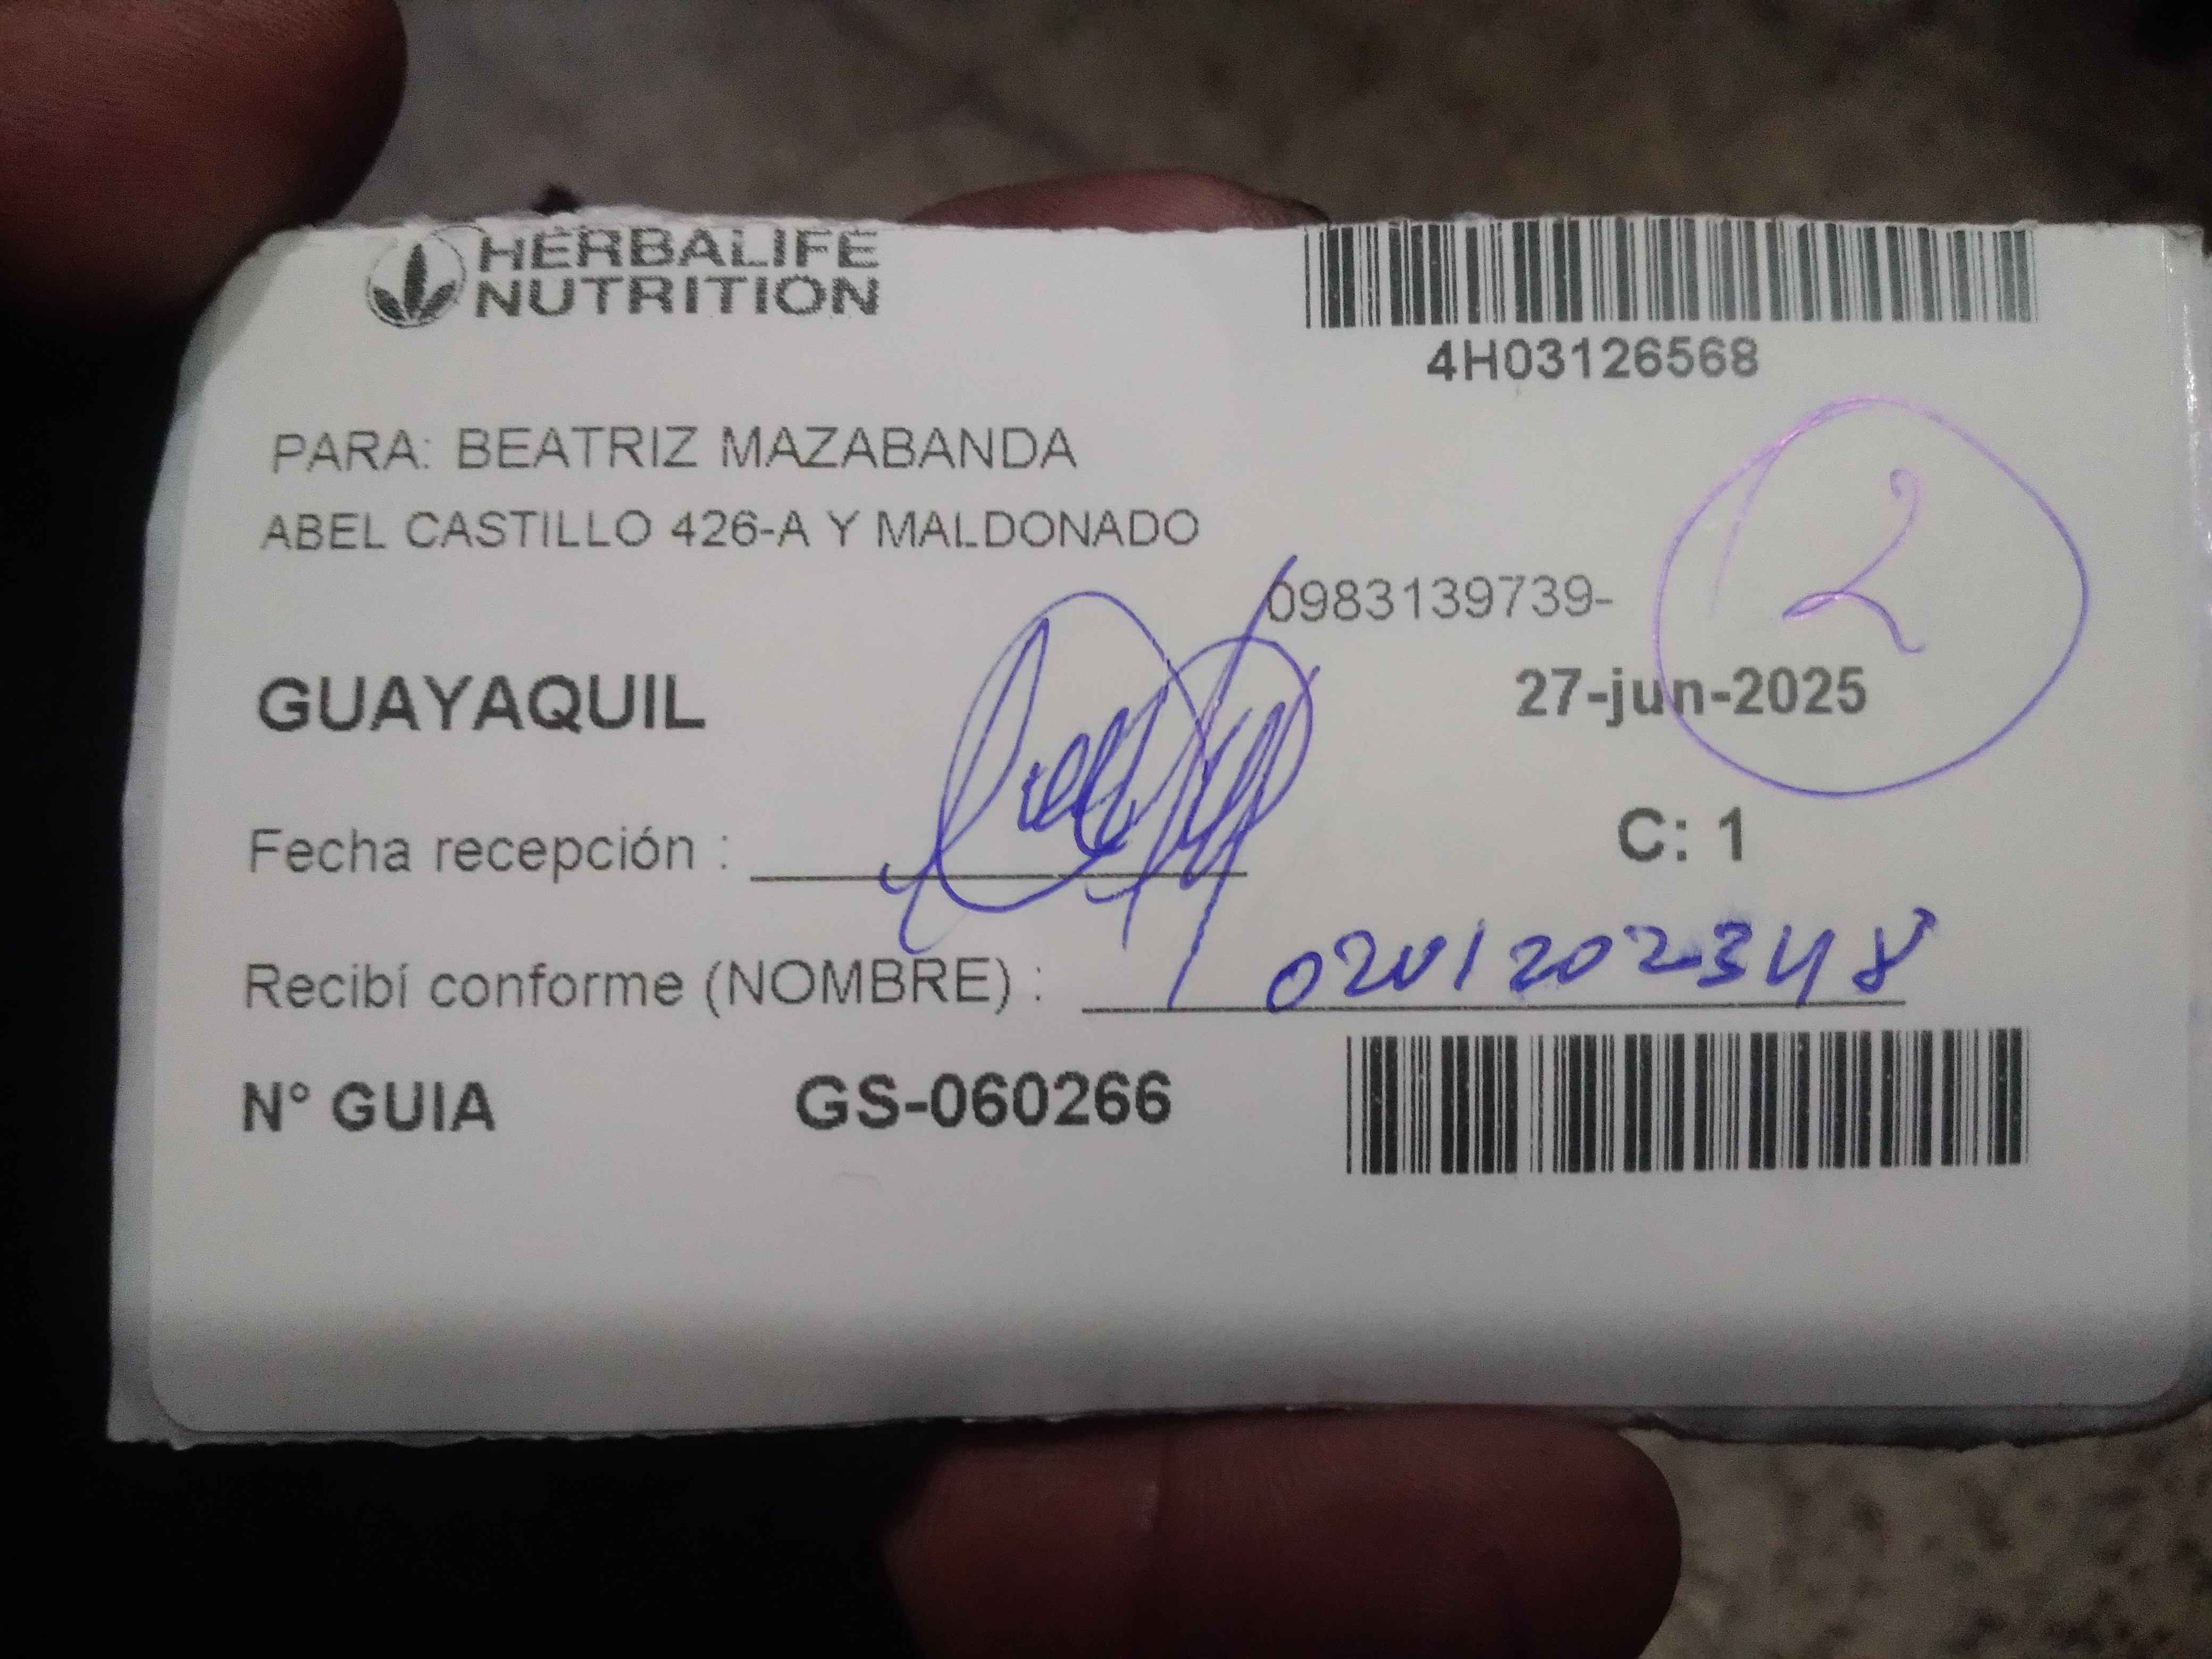 HERBALIFE
NUTRITION
4H03126568
PARA: BEATRIZ MAZABANDA
ABEL CASTILLO 426-A Y MALDONADO
0983139739-
2
GUAYAQUIL
27-jun-2025
Fecha recepción :
C: 1
Recibí conforme (NOMBRE) : 0201202348
N° GUIA GS-060266